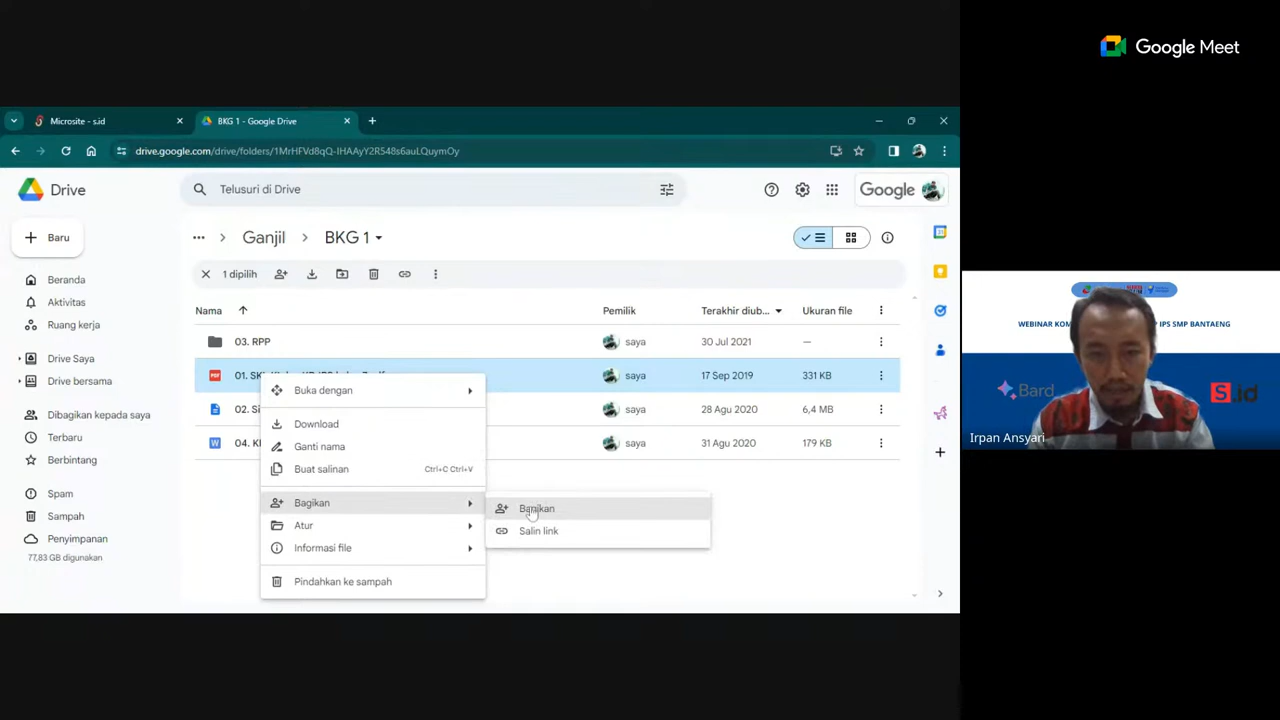 Google Meet
Microsite - s.id
BKG 1 - Google Drive
drive.google.com/drive/folders/1MrHFVd8qQ-IHAAyY2R548s6auLQuymOy
Drive
Telusuri di Drive
Google
Baru
Ganjil
BKG 1
1 dipilih
Beranda
Aktivitas
Ruang kerja
Drive Saya
Drive bersama
Dibagikan kepada saya
Terbaru
Berbintang
Spam
Sampah
Penyimpanan
77,83 GB digunakan
Nama
Pemilik
Terakhir diub...
Ukuran file
03. RPP
saya
30 Jul 2021
—
PDF
01.
saya
17 Sep 2019
331 KB
02.
saya
28 Agu 2020
6,4 MB
W
04.
saya
31 Agu 2020
179 KB
Buka dengan
Download
Ganti nama
Buat salinan
Ctrl+C Ctrl+V
Bagikan
Atur
Informasi file
Pindahkan ke sampah
Bagikan
Salin link
WEBINAR
IPS SMP BANTAENG
Bard
S.id
Irpan Ansyari